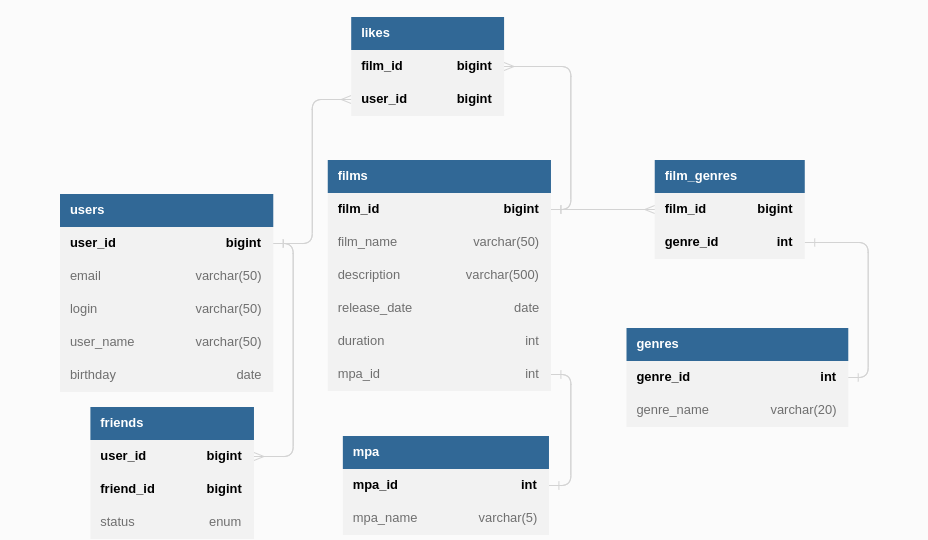 likes
film_id bigint
user_id bigint
films
film_id bigint
film_name varchar(50)
description varchar(500)
release_date date
duration int
mpa_id int
film_genres
film_id bigint
genre_id int
users
user_id bigint
email varchar(50)
login varchar(50)
user_name varchar(50)
birthday date
genres
genre_id int
genre_name varchar(20)
friends
user_id bigint
friend_id bigint
status enum
mpa
mpa_id int
mpa_name varchar(5)